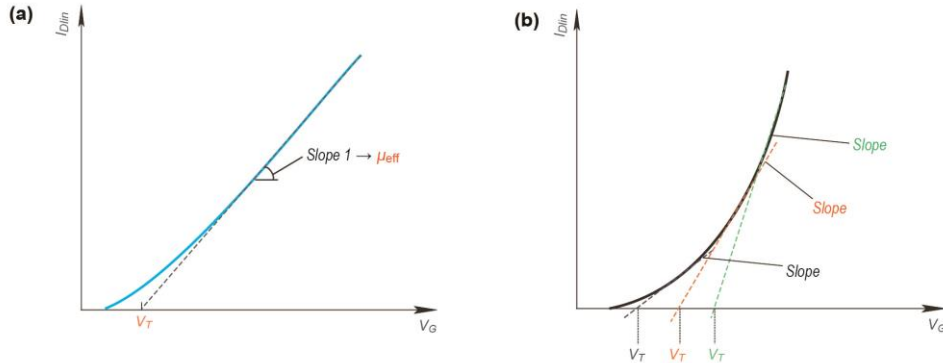 (a)
I_Dlin
Slope 1 → μ_eff
V_T
V_G
(b)
I_Dlin
Slope
Slope
Slope
V_T V_T V_T
V_G